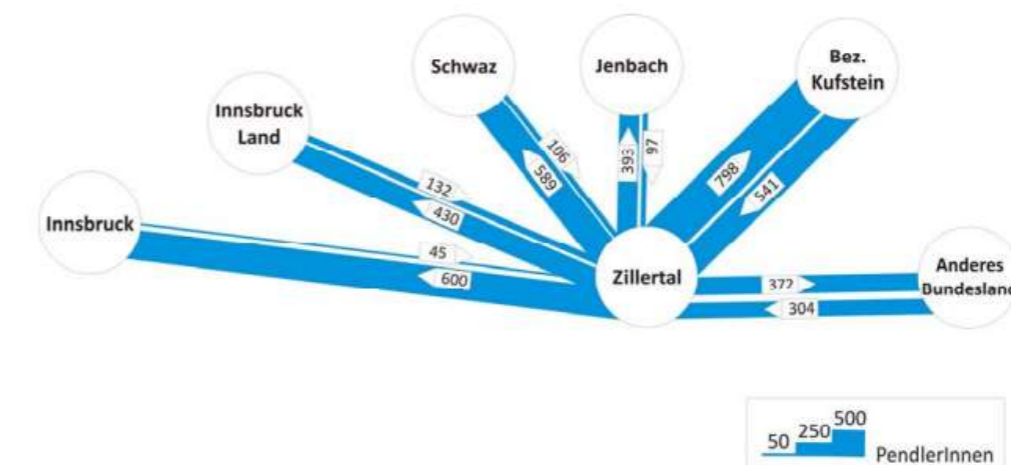 Schwaz
Jenbach
Bez.
Kufstein
Innsbruck
Land
Innsbruck
Zillertal
Anderes
Bundesland
106
589
393
97
798
541
132
430
45
600
372
304
50 250 500
PendlerInnen